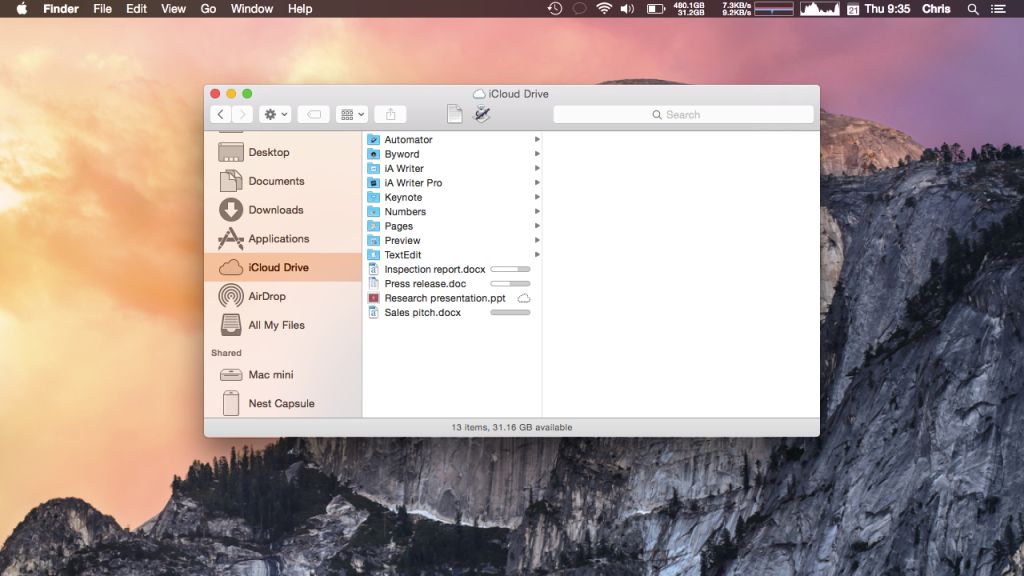 Finder File Edit View Go Window Help 480.1GB 7.3KB/s 21 Thu 9:35 Chris
31.2GB 9.2KB/s
iCloud Drive
Search
Desktop
Documents
Downloads
Applications
iCloud Drive
AirDrop
All My Files
Shared
Mac mini
Nest Capsule
Automator
Byword
iA Writer
iA Writer Pro
Keynote
Numbers
Pages
Preview
TextEdit
Inspection report.docx
Press release.doc
Research presentation.ppt
Sales pitch.docx
13 items, 31.16 GB available